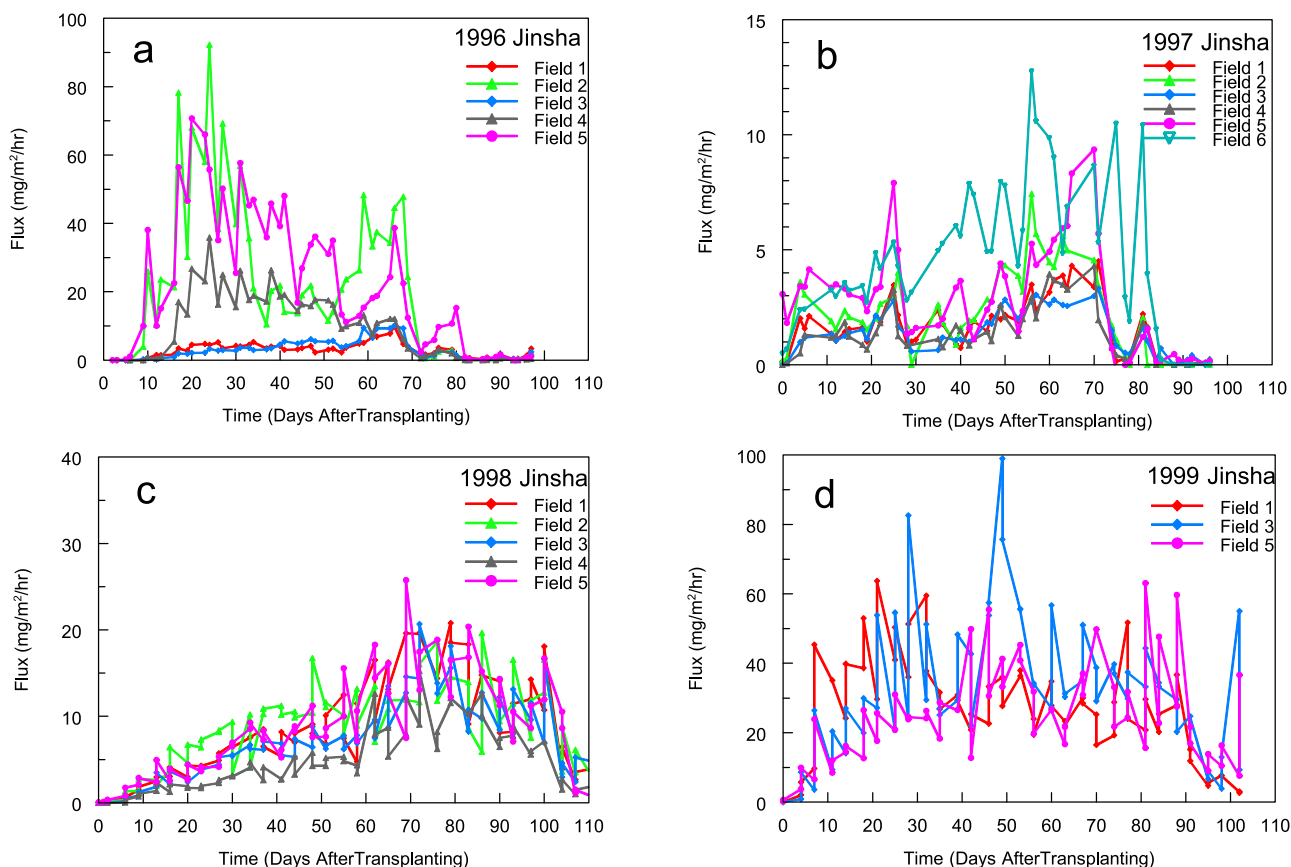 a
1996 Jinsha
Field 1
Field 2
Field 3
Field 4
Field 5
100
80
60
40
20
0
Flux (mg/m²/hr)
0 10 20 30 40 50 60 70 80 90 100 110
Time (Days AfterTransplanting)
b
1997 Jinsha
Field 1
Field 2
Field 3
Field 4
Field 5
Field 6
15
10
5
0
Flux (mg/m²/hr)
0 10 20 30 40 50 60 70 80 90 100 110
Time (Days AfterTransplanting)
c
1998 Jinsha
Field 1
Field 2
Field 3
Field 4
Field 5
40
30
20
10
0
Flux (mg/m²/hr)
0 10 20 30 40 50 60 70 80 90 100 110
Time (Days AfterTransplanting)
d
1999 Jinsha
Field 1
Field 3
Field 5
100
80
60
40
20
0
Flux (mg/m²/hr)
0 10 20 30 40 50 60 70 80 90 100 110
Time (Days AfterTransplanting)